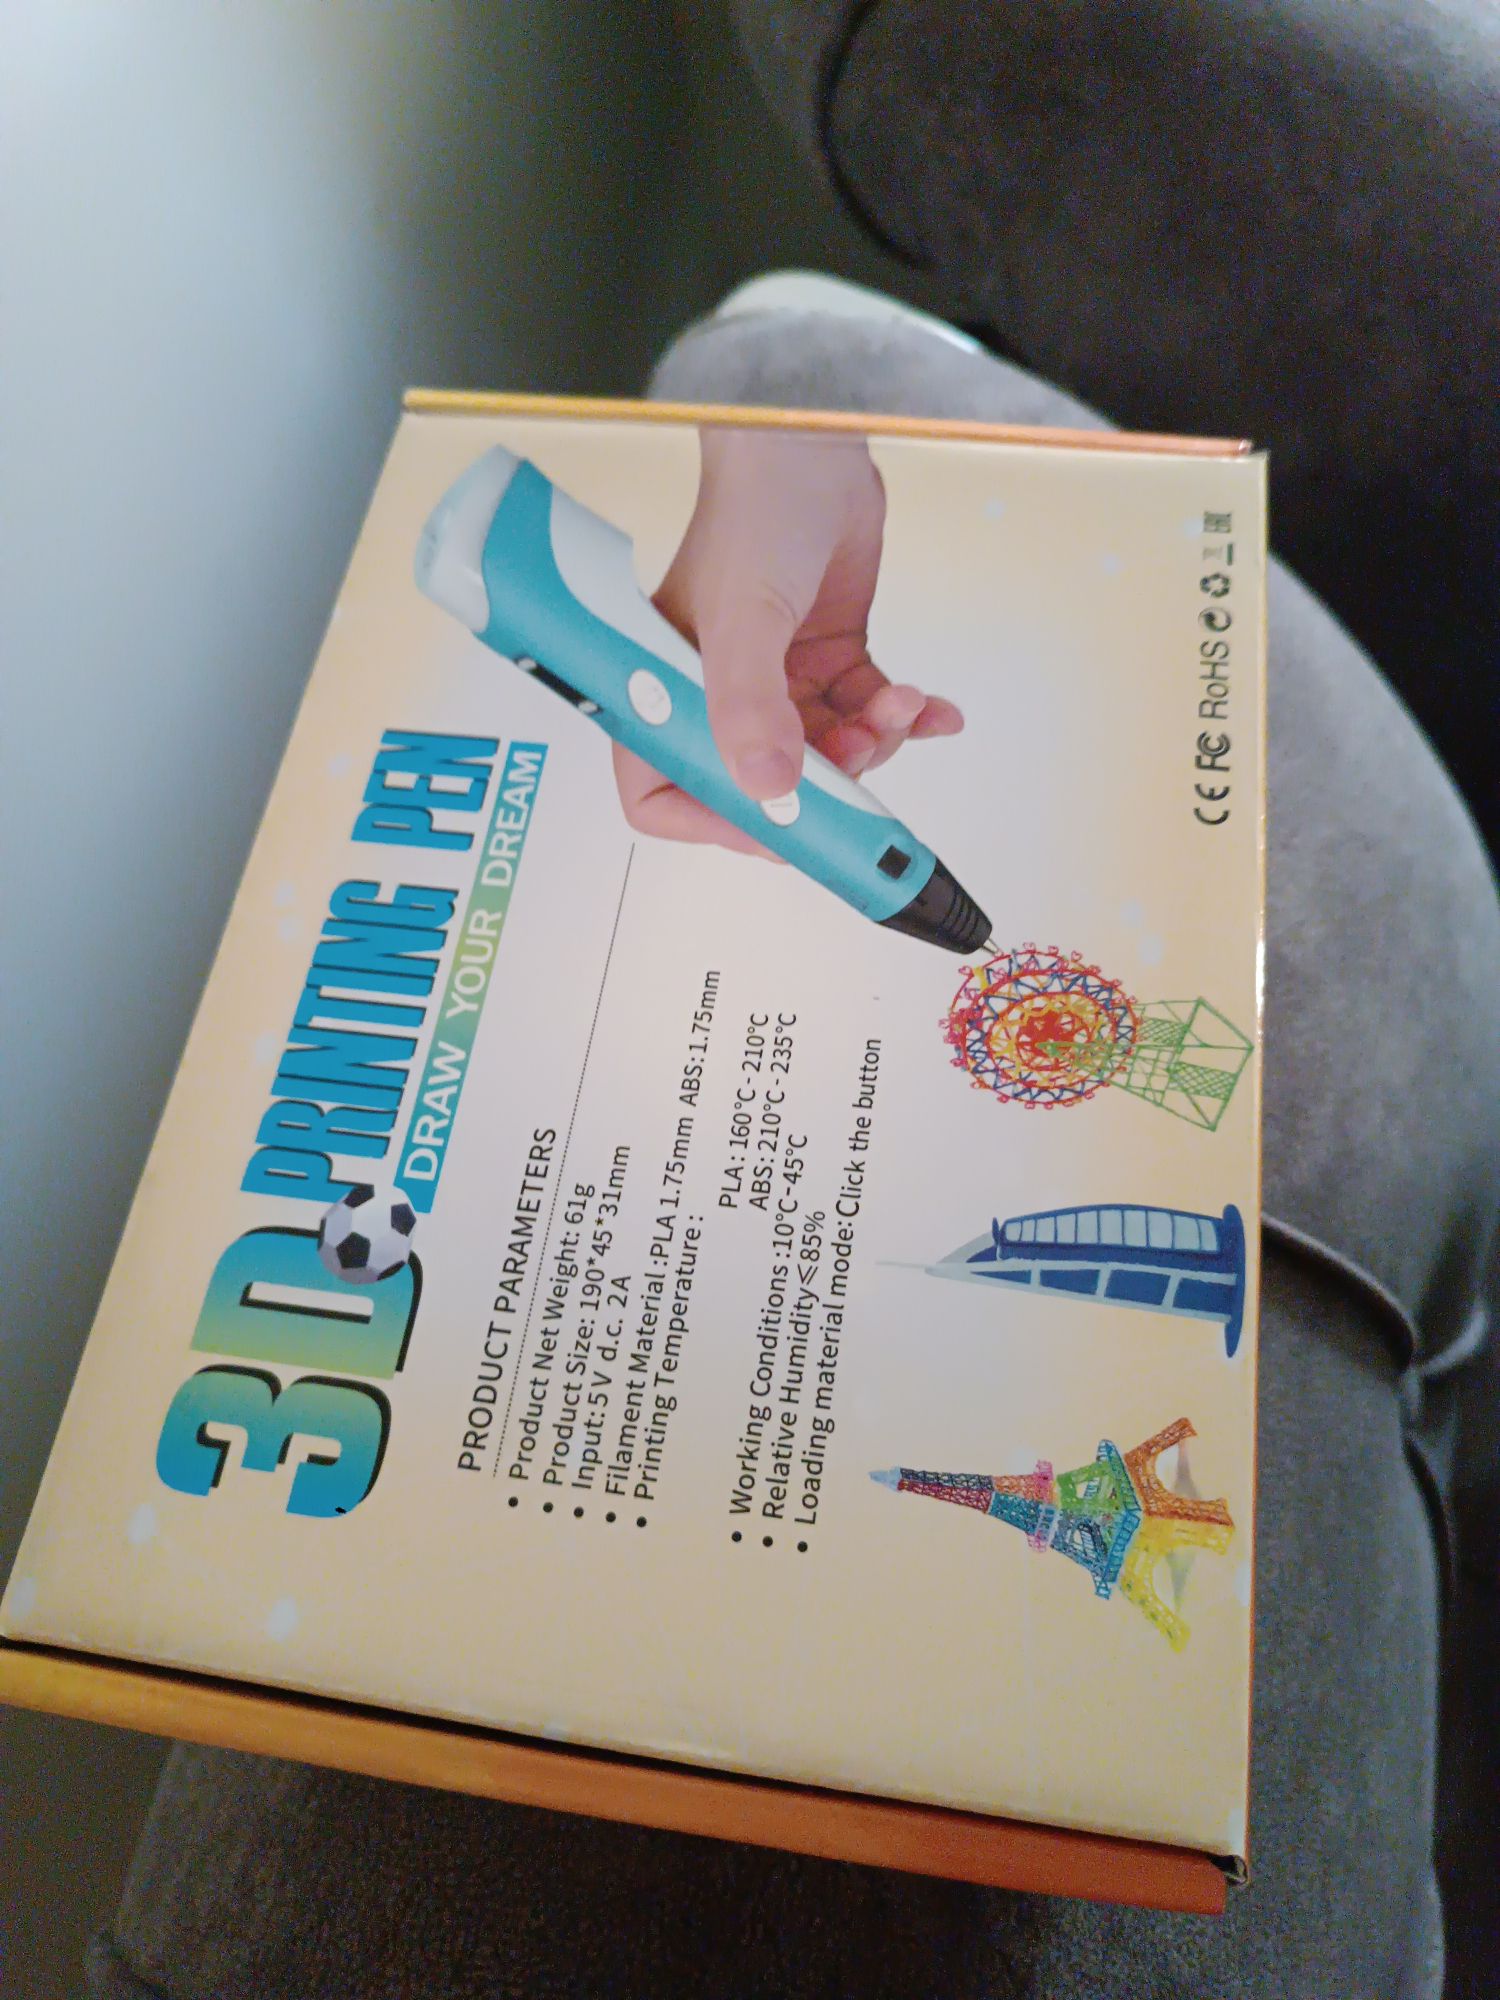 3D PRINTING PEN
DRAW YOUR DREAM
PRODUCT PARAMETERS
• Product Net Weight: 61g
• Product Size: 190*45*31mm
• Input: 5V d.c. 2A
• Filament Material :PLA 1.75mm ABS: 1.75mm
• Printing Temperature :
PLA : 160°C - 210°C
ABS: 210°C - 235°C
• Working Conditions :10°C-45°C
• Relative Humidity≤85%
• Loading material mode: Click the button
CE FC RoHS EAC